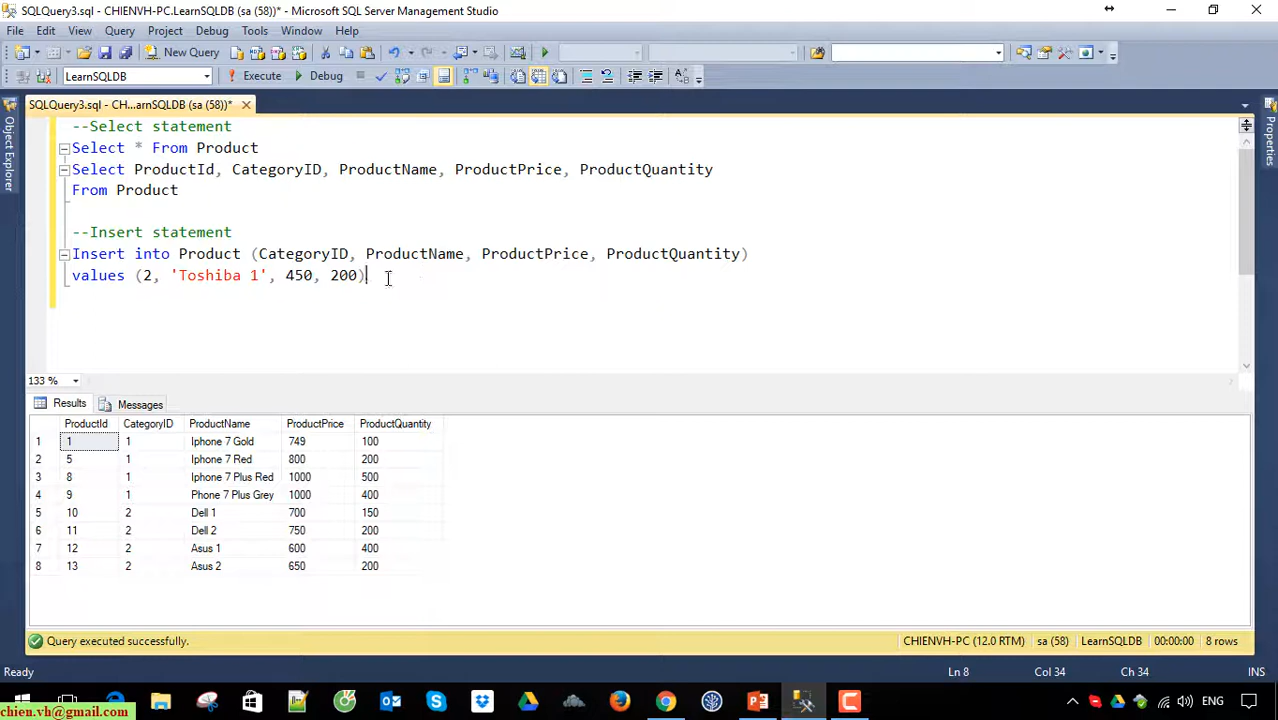 SQLQuery3.sql - CHIENVH-PC.LearnSQLDB (sa (58))* - Microsoft SQL Server Management Studio
File Edit View Query Project Debug Tools Window Help
New Query
LearnSQLDB Execute Debug
SQLQuery3.sql - CH...arnSQLDB (sa (58))*
Object Explorer
Properties
--Select statement
Select * From Product
Select ProductId, CategoryID, ProductName, ProductPrice, ProductQuantity
From Product
--Insert statement
Insert into Product (CategoryID, ProductName, ProductPrice, ProductQuantity)
values (2, 'Toshiba 1', 450, 200)
133 %
Results Messages
ProductId CategoryID ProductName ProductPrice ProductQuantity
1 1 1 Iphone 7 Gold 749 100
2 5 1 Iphone 7 Red 800 200
3 8 1 Iphone 7 Plus Red 1000 500
4 9 1 Phone 7 Plus Grey 1000 400
5 10 2 Dell 1 700 150
6 11 2 Dell 2 750 200
7 12 2 Asus 1 600 400
8 13 2 Asus 2 650 200
Query executed successfully. CHIENVH-PC (12.0 RTM) sa (58) LearnSQLDB 00:00:00 8 rows
Ready Ln 8 Col 34 Ch 34 INS
ENG
chien.vh@gmail.com